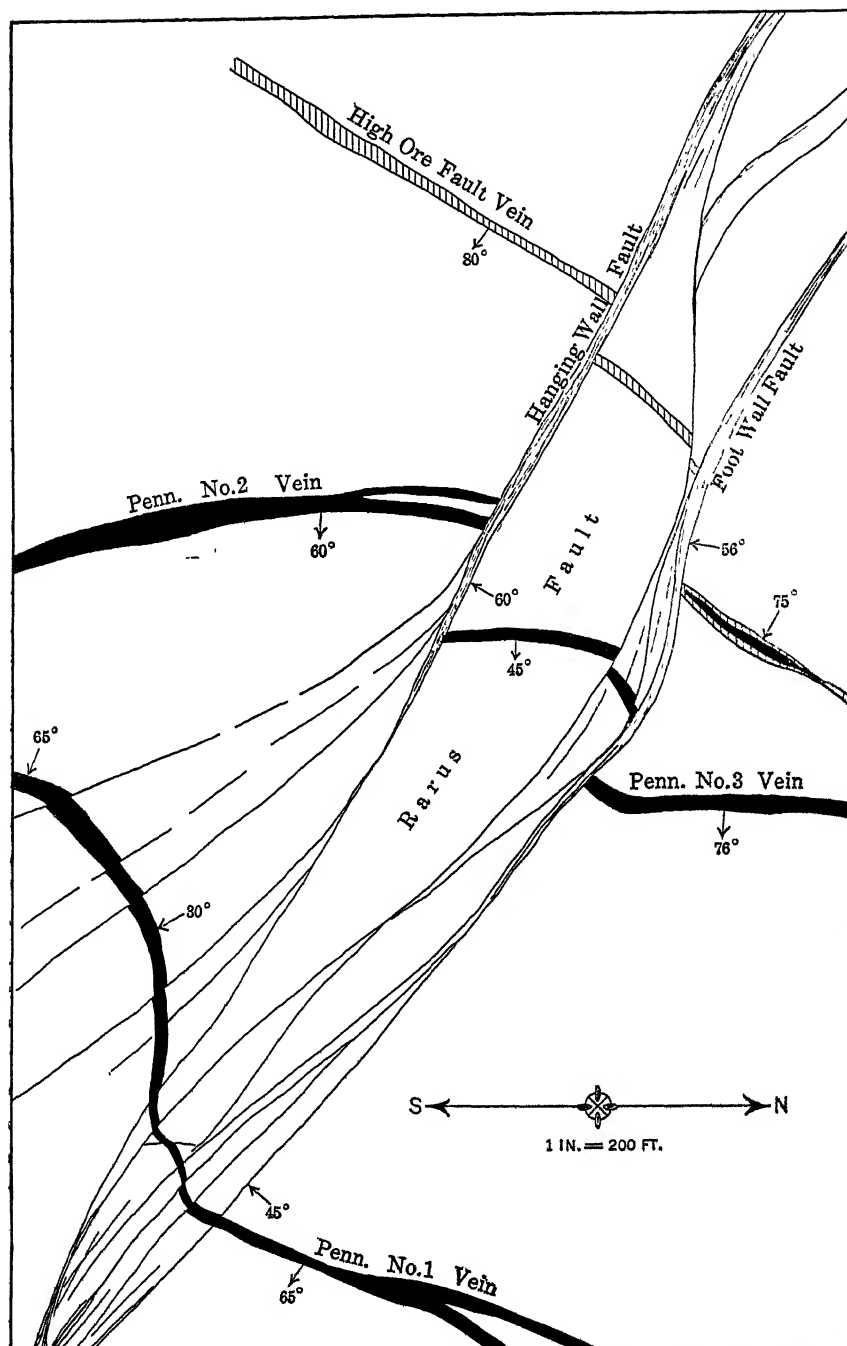 High Ore Fault Vein
80°
Hanging Wall Fault
Foot Wall Fault
Penn. No.2 Vein
60°
56°
Rarus Fault
60°
75°
45°
65°
Penn. No.3 Vein
76°
30°
S N
1 IN. = 200 FT.
45°
Penn. No.1 Vein
65°